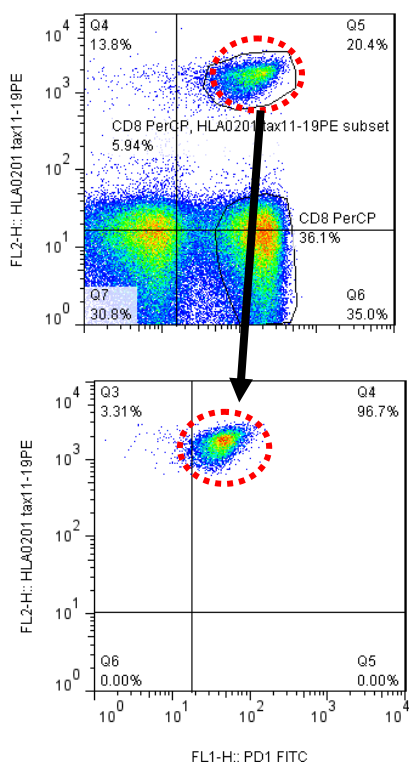 10^4
Q4
13.8%
Q5
20.4%
10^3
CD8 PerCP, HLA0201 tax11-19PE subset
5.94%
10^2
FL2-H:: HLA0201 tax11-19PE
CD8 PerCP
36.1%
10^1
Q7
30.8%
Q6
35.0%
10^0
10^4
Q3
3.31%
Q4
96.7%
10^3
10^2
FL2-H:: HLA0201 tax11-19PE
10^1
Q6
0.00%
Q5
0.00%
10^0
10^0 10^1 10^2 10^3 10^4
FL1-H:: PD1 FITC